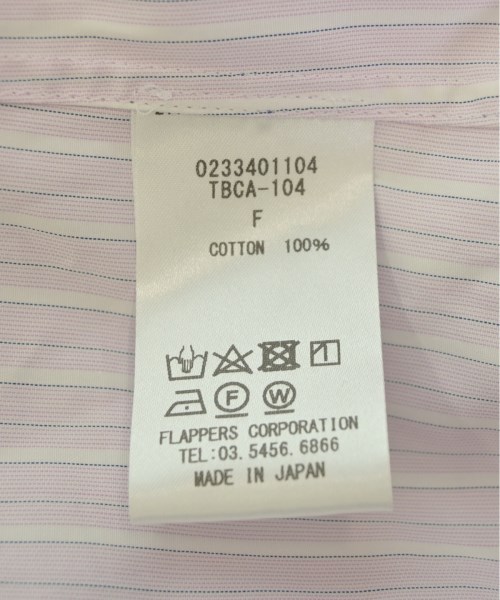 0233401104
TBCA-104
F
COTTON 100%
F W
FLAPPERS CORPORATION
TEL:03.5456.6866
MADE IN JAPAN